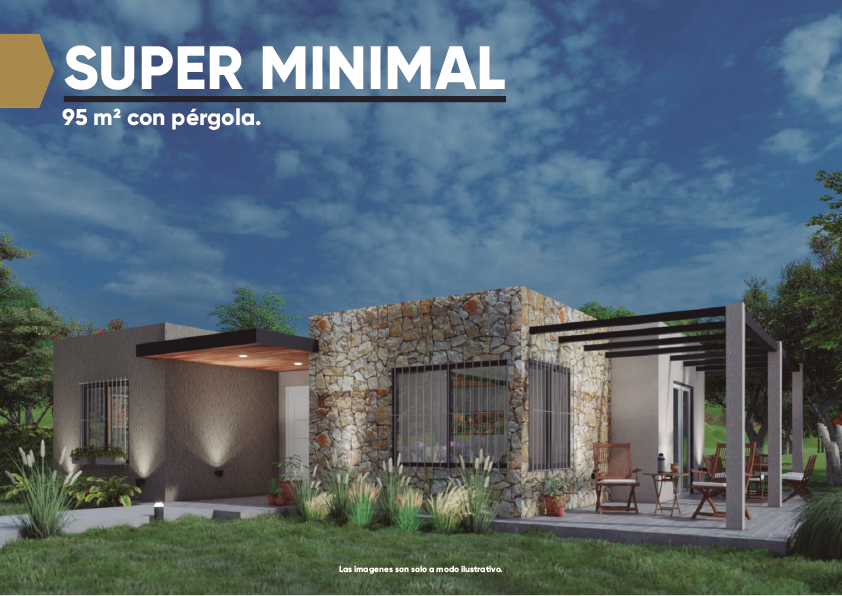 SUPER MINIMAL
95 m² con pérgola.
Las imagenes son solo a modo ilustrativo.